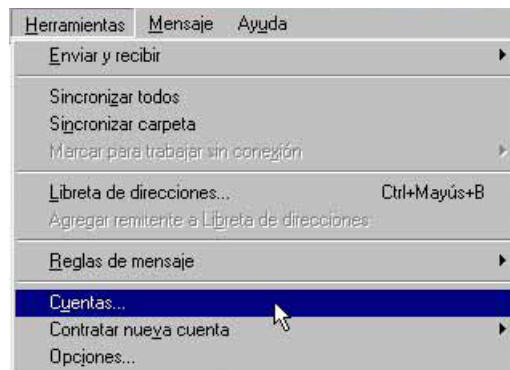 Herramientas Mensaje Ayuda
Enviar y recibir
Sincronizar todos
Sincronizar carpeta
Marcar para trabajar sin conexión
Libreta de direcciones... Ctrl+Mayús+B
Agregar remitente a Libreta de direcciones
Reglas de mensaje
Cuentas...
Contratar nueva cuenta
Opciones...